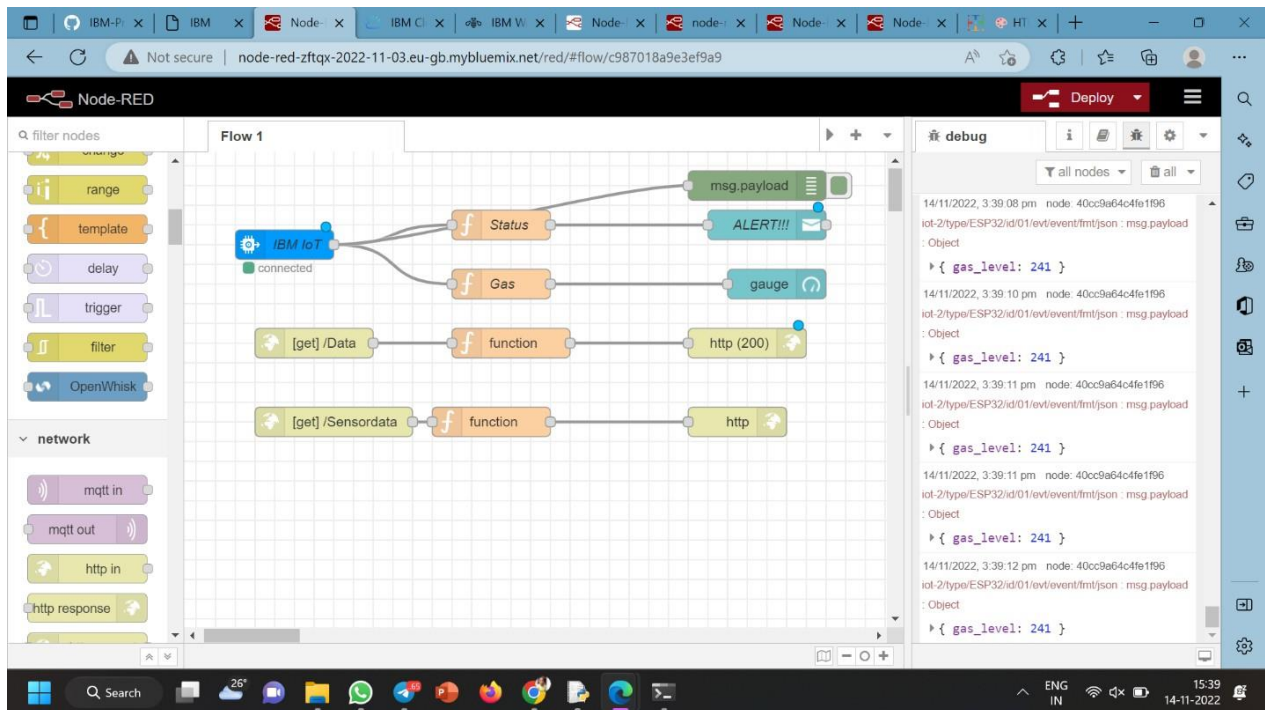 IBM-Pr
IBM
Node-
IBM Cl
IBM W
Node-
node-r
Node-
Node-
HT
Not secure
node-red-zftqx-2022-11-03.eu-gb.mybluemix.net/red/#flow/c987018a9e3ef9a9
Node-RED
Deploy
filter nodes
change
range
template
delay
trigger
filter
OpenWhisk
network
mqtt in
mqtt out
http in
http response
Flow 1
msg.payload
Status
ALERT!!!
IBM IoT
connected
Gas
gauge
[get] /Data
function
http (200)
[get] /Sensordata
function
http
debug
all nodes
all
14/11/2022, 3:39:08 pm node: 40cc9a64c4fe1f96
iot-2/type/ESP32/id/01/evt/event/fmt/json : msg.payload
: Object
{ gas_level: 241 }
14/11/2022, 3:39:10 pm node: 40cc9a64c4fe1f96
iot-2/type/ESP32/id/01/evt/event/fmt/json : msg.payload
: Object
{ gas_level: 241 }
14/11/2022, 3:39:11 pm node: 40cc9a64c4fe1f96
iot-2/type/ESP32/id/01/evt/event/fmt/json : msg.payload
: Object
{ gas_level: 241 }
14/11/2022, 3:39:11 pm node: 40cc9a64c4fe1f96
iot-2/type/ESP32/id/01/evt/event/fmt/json : msg.payload
: Object
{ gas_level: 241 }
14/11/2022, 3:39:12 pm node: 40cc9a64c4fe1f96
iot-2/type/ESP32/id/01/evt/event/fmt/json : msg.payload
: Object
{ gas_level: 241 }
Search
26°
ENG
IN
15:39
14-11-2022